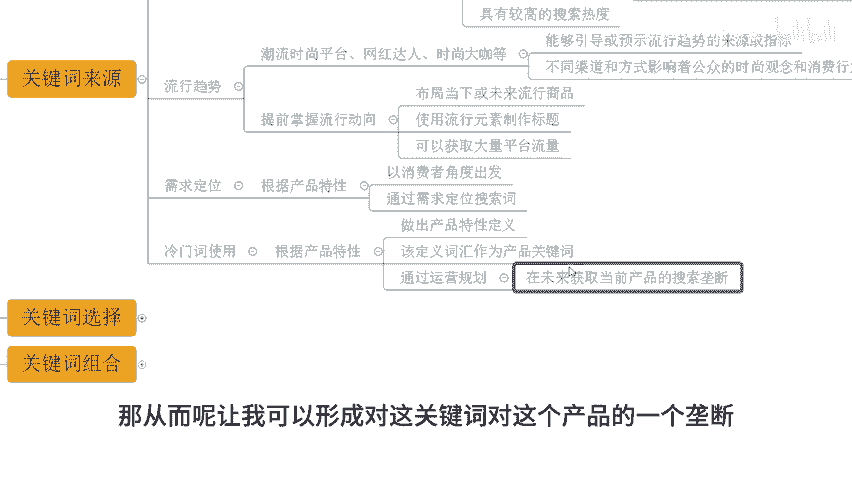 具有较高的搜索热度
潮流时尚平台、网红达人、时尚大咖等
能够引导或预示流行趋势的来源或指标
不同渠道和方式影响着公众的时尚观念和消费行
关键词来源
流行趋势
布局当下或未来流行商品
提前掌握流行动向
使用流行元素制作标题
可以获取大量平台流量
需求定位
根据产品特性
以消费者角度出发
通过需求定位搜索词
冷门词使用
根据产品特性
做出产品特性定义
该定义词汇作为产品关键词
通过运营规划
在未来获取当前产品的搜索垄断
关键词选择
关键词组合
那从而呢让我可以形成对这关键词对这个产品的一个垄断